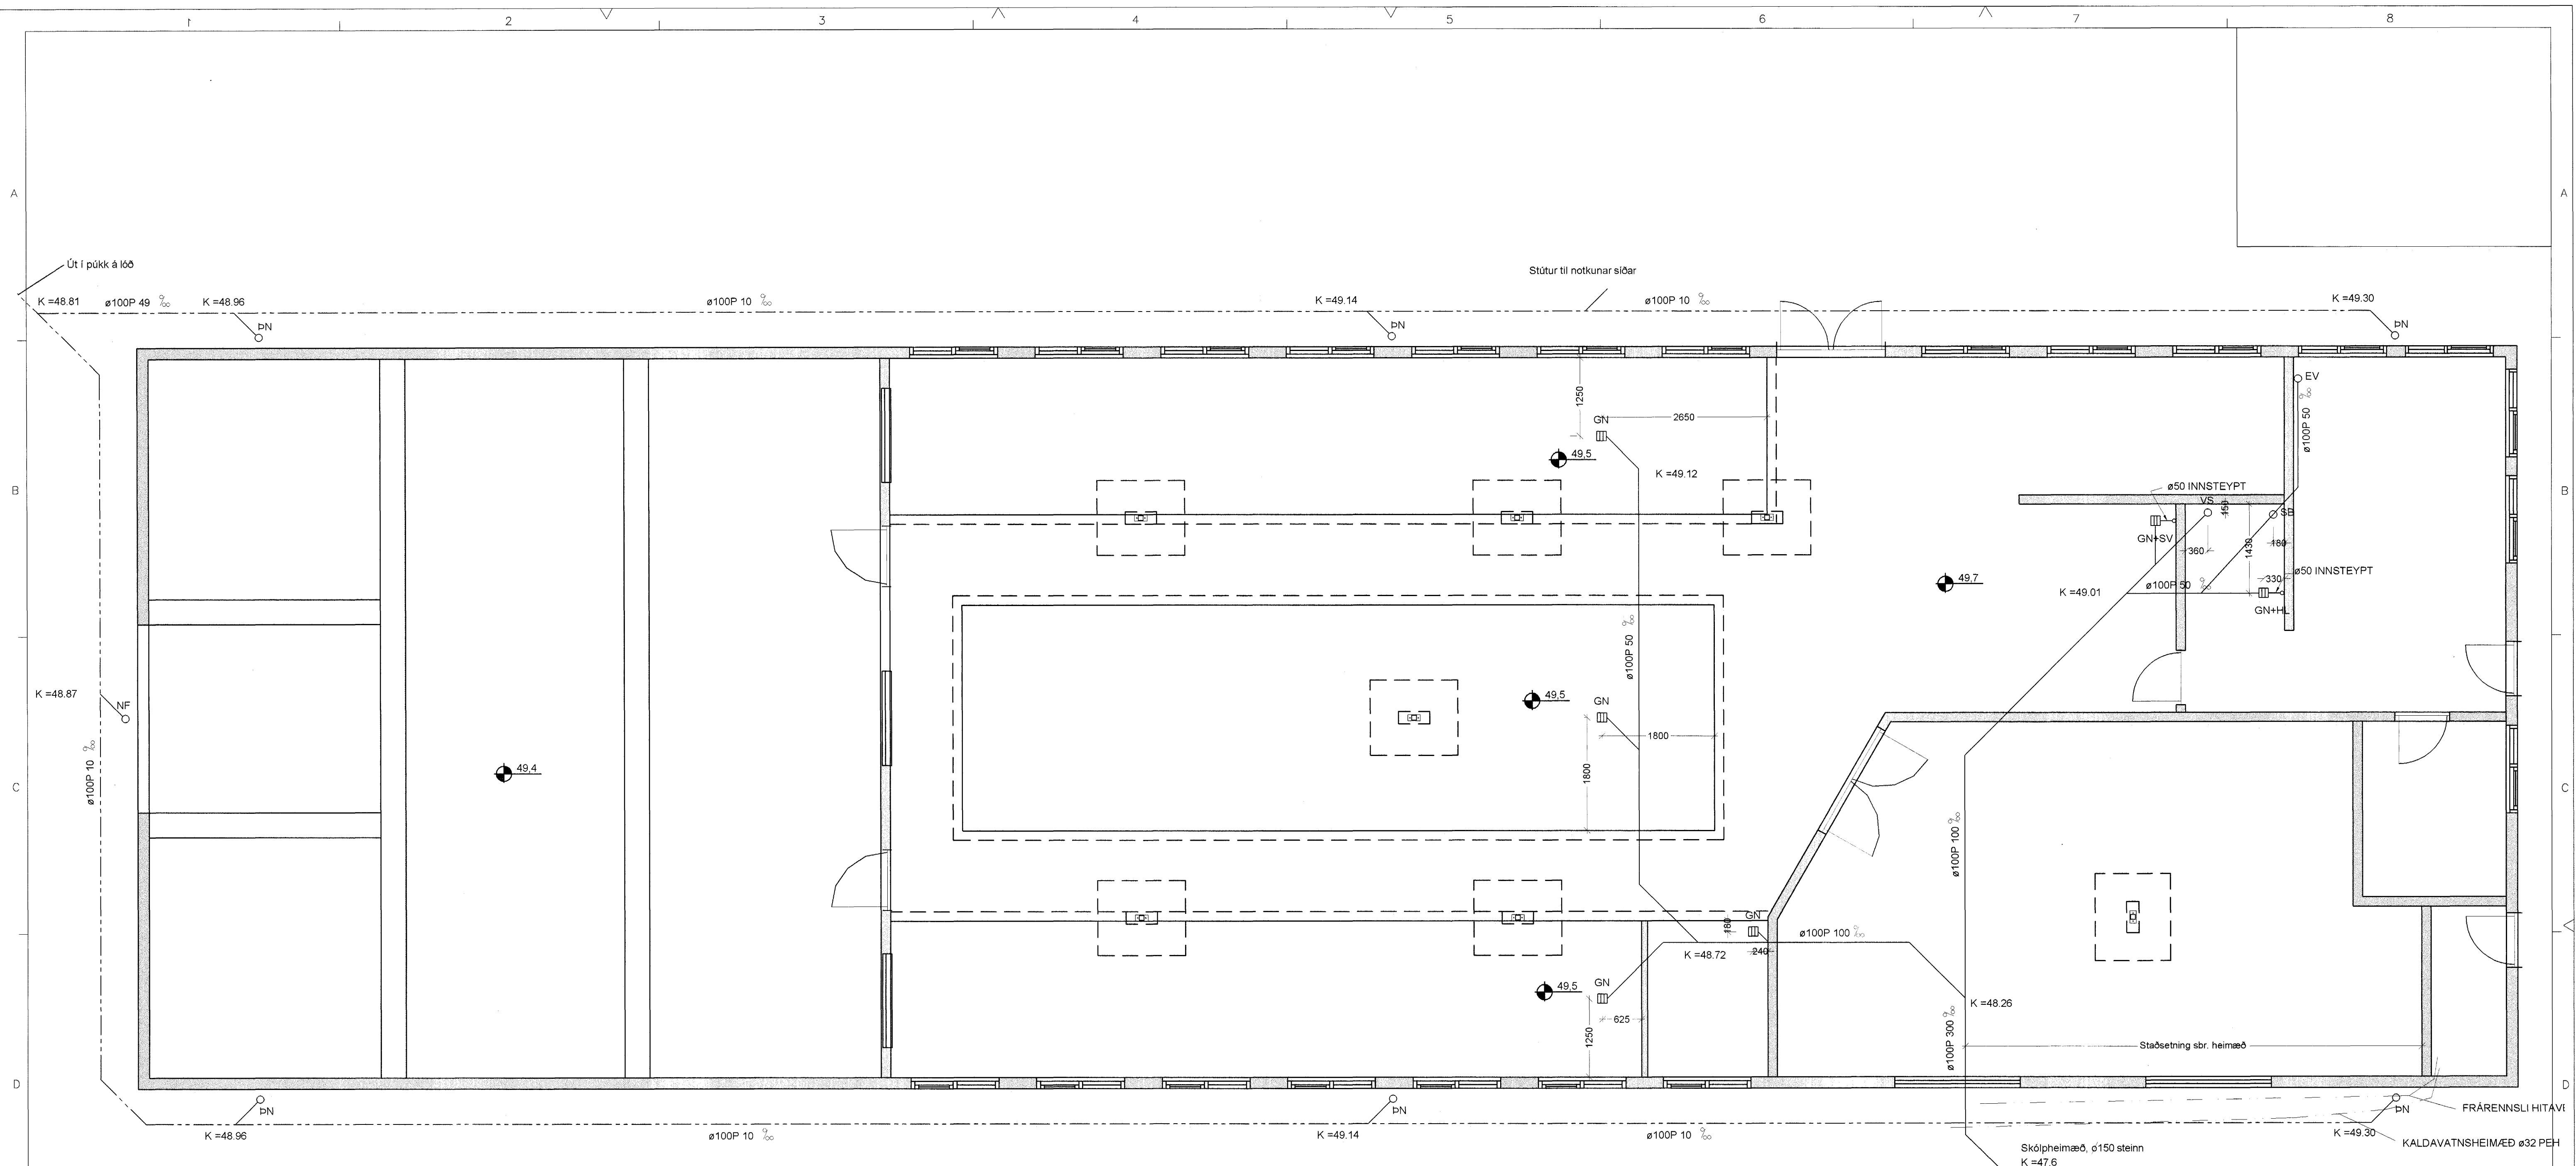 1 2 3 4 5 6 7 8
A A
Út í púkk á lóð
Stútur til notkunar síðar
K =48.81 ø100P 49 ‰ K =48.96 ø100P 10 ‰ K =49.14 ø100P 10 ‰ K =49.30
ÞN ÞN ÞN
EV
1250
2650
GN
ø100P 50 ‰
49,5
K =49.12
B B
ø50 INNSTEYPT
VS
150
SB
GN+SV
360
1430
180
330
ø50 INNSTEYPT
49,7
K =49.01
ø100P 50 ‰
GN+HL
ø100P 50 ‰
K =48.87
NF
49,5
GN
1800
1800
ø100P 10 ‰
49,4
C C
ø100P 100 ‰
GN
180
ø100P 100 ‰
240
K =48.72
GN
49,5
625
1250
K =48.26
ø100P 300 ‰
Staðsetning sbr. heimæð
D D
ÞN ÞN ÞN
FRÁRENNSLI HITAVE
K =48.96 ø100P 10 ‰ K =49.14 ø100P 10 ‰ K =49.30
KALDAVATNSHEIMÆÐ ø32 PEH
Skólpheimæð, ø150 steinn
K =47.6